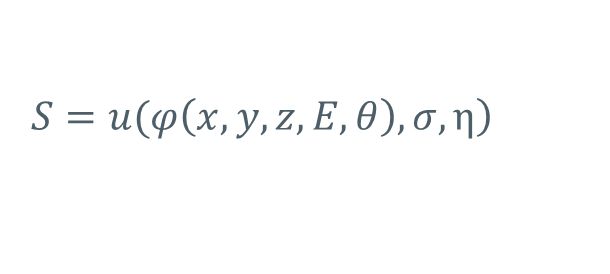 S = u(φ(x, y, z, E, θ), σ, η)